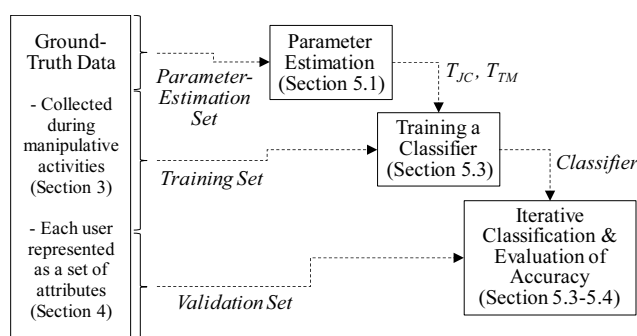 Ground-
Truth Data
- Collected
during
manipulative
activities
(Section 3)
- Each user
represented
as a set of
attributes
(Section 4)
Parameter-
Estimation
Set
Training Set
Validation Set
Parameter
Estimation
(Section 5.1)
T_JC, T_TM
Training a
Classifier
(Section 5.3)
Classifier
Iterative
Classification &
Evaluation of
Accuracy
(Section 5.3-5.4)